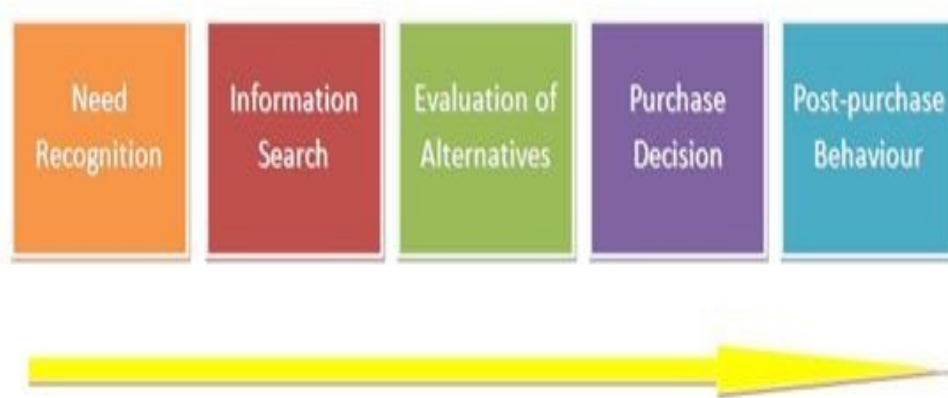 Need
Recognition
Information
Search
Evaluation of
Alternatives
Purchase
Decision
Post-purchase
Behaviour